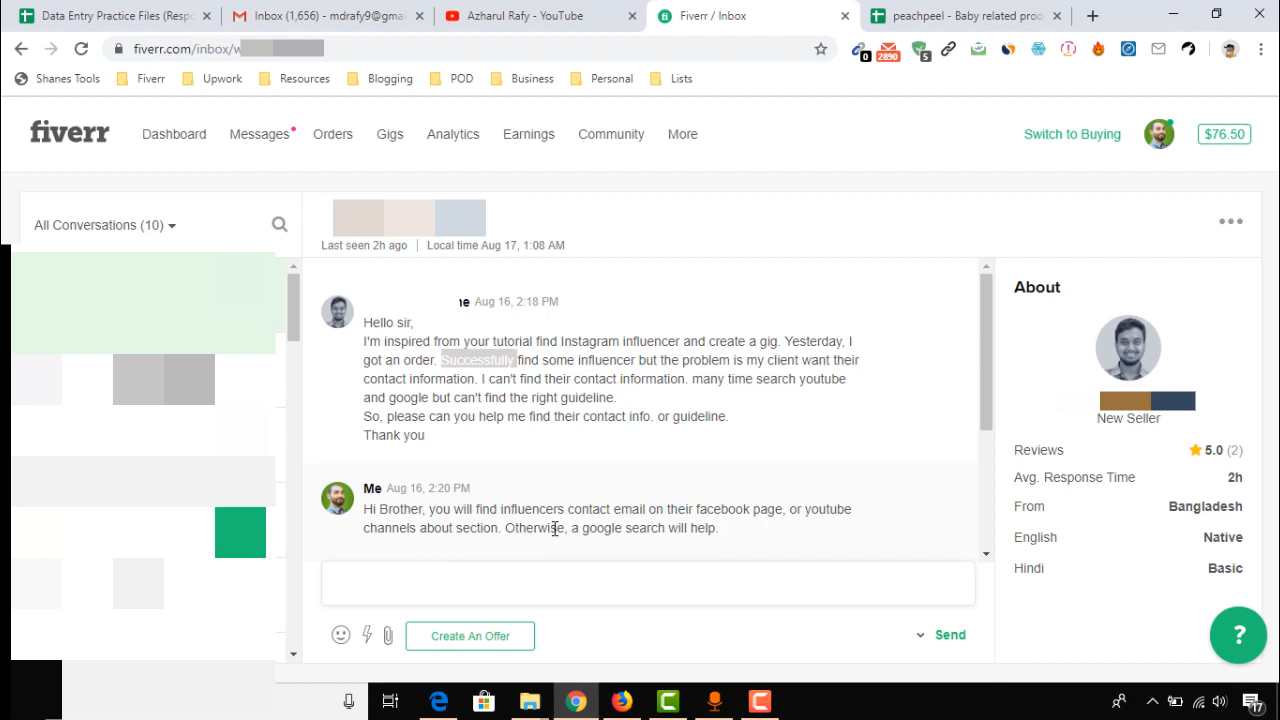 Data Entry Practice Files (Resp
Inbox (1,656) – mdrafy9@gma
Azharul Rafy - YouTube
Fiverr / Inbox
peachpeel - Baby related prod
fiverr.com/inbox/w
0
2890
5
Shanes Tools
Fiverr
Upwork
Resources
Blogging
POD
Business
Personal
Lists
fiverr
Dashboard
Messages
Orders
Gigs
Analytics
Earnings
Community
More
Switch to Buying
$76.50
All Conversations (10)
Last seen 2h ago | Local time Aug 17, 1:08 AM
ne Aug 16, 2:18 PM
Hello sir,
I'm inspired from your tutorial find Instagram influencer and create a gig. Yesterday, I
got an order. Successfully find some influencer but the problem is my client want their
contact information. I can't find their contact information. many time search youtube
and google but can't find the right guideline.
So, please can you help me find their contact info. or guideline.
Thank you
Me Aug 16, 2:20 PM
Hi Brother, you will find influencers contact email on their facebook page, or youtube
channels about section. Otherwise, a google search will help.
Create An Offer
Send
About
New Seller
Reviews 5.0 (2)
Avg. Response Time 2h
From Bangladesh
English Native
Hindi Basic
?
17